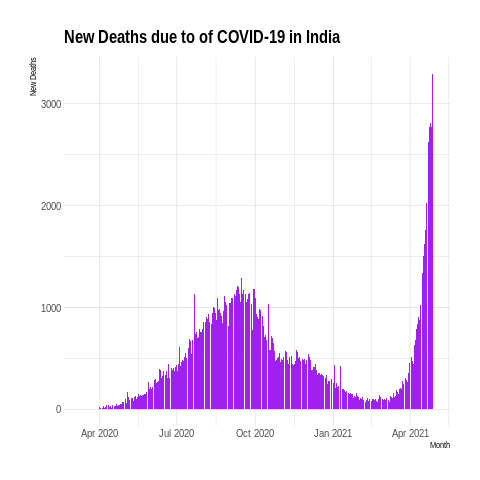 New Deaths due to of COVID-19 in India
New Deaths
3000
2000
1000
0
Apr 2020 Jul 2020 Oct 2020 Jan 2021 Apr 2021
Month